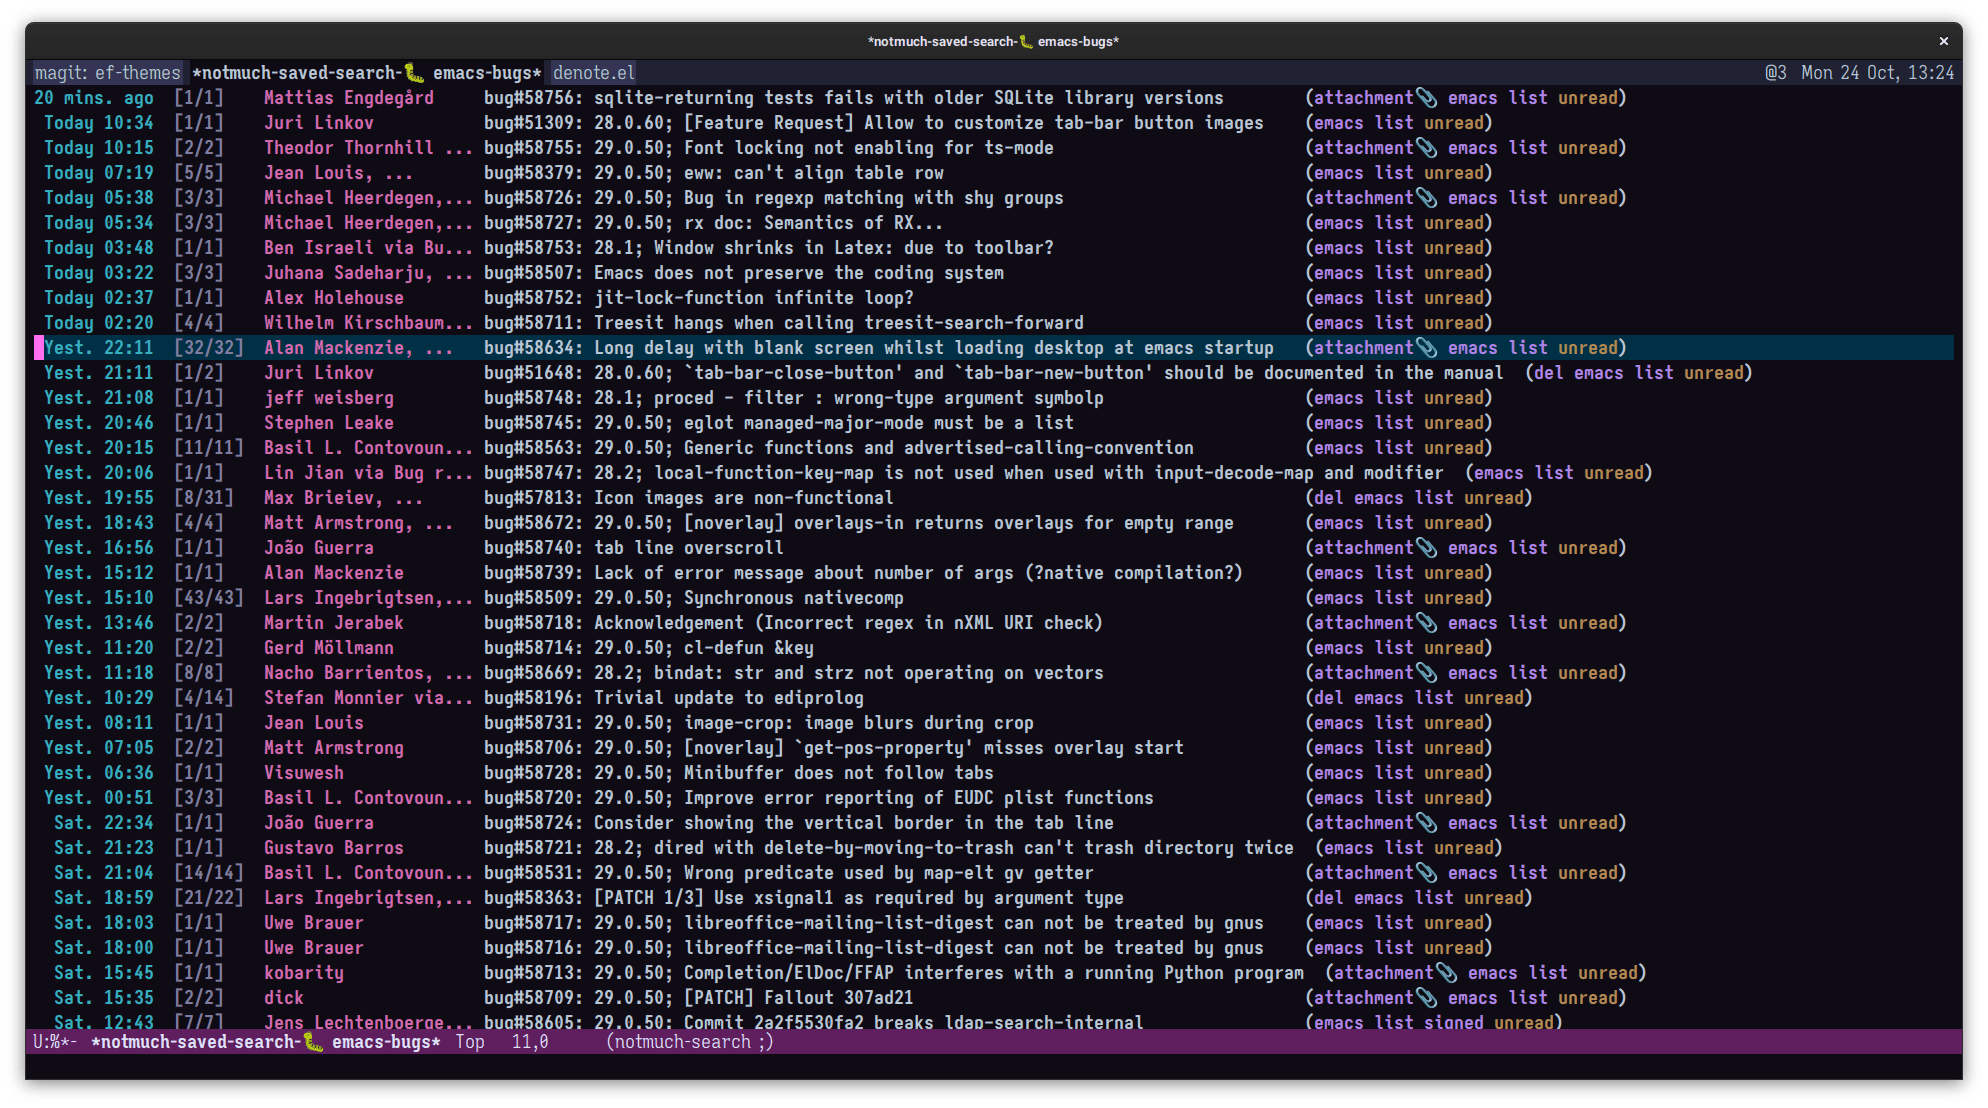 *notmuch-saved-search-🐛 emacs-bugs* ×
magit: ef-themes *notmuch-saved-search-🐛 emacs-bugs* denote.el @3 Mon 24 Oct, 13:24
20 mins. ago [1/1] Mattias Engdegård bug#58756: sqlite-returning tests fails with older SQLite library versions (attachment📎 emacs list unread)
Today 10:34 [1/1] Juri Linkov bug#51309: 28.0.60; [Feature Request] Allow to customize tab-bar button images (emacs list unread)
Today 10:15 [2/2] Theodor Thornhill ... bug#58755: 29.0.50; Font locking not enabling for ts-mode (attachment📎 emacs list unread)
Today 07:19 [5/5] Jean Louis, ... bug#58379: 29.0.50; eww: can't align table row (emacs list unread)
Today 05:38 [3/3] Michael Heerdegen,... bug#58726: 29.0.50; Bug in regexp matching with shy groups (attachment📎 emacs list unread)
Today 05:34 [3/3] Michael Heerdegen,... bug#58727: 29.0.50; rx doc: Semantics of RX... (emacs list unread)
Today 03:48 [1/1] Ben Israeli via Bu... bug#58753: 28.1; Window shrinks in Latex: due to toolbar? (emacs list unread)
Today 03:22 [3/3] Juhana Sadeharju, ... bug#58507: Emacs does not preserve the coding system (emacs list unread)
Today 02:37 [1/1] Alex Holehouse bug#58752: jit-lock-function infinite loop? (emacs list unread)
Today 02:20 [4/4] Wilhelm Kirschbaum... bug#58711: Treesit hangs when calling treesit-search-forward (emacs list unread)
Yest. 22:11 [32/32] Alan Mackenzie, ... bug#58634: Long delay with blank screen whilst loading desktop at emacs startup (attachment📎 emacs list unread)
Yest. 21:11 [1/2] Juri Linkov bug#51648: 28.0.60; `tab-bar-close-button' and `tab-bar-new-button' should be documented in the manual (del emacs list unread)
Yest. 21:08 [1/1] jeff weisberg bug#58748: 28.1; proced - filter : wrong-type argument symbolp (emacs list unread)
Yest. 20:46 [1/1] Stephen Leake bug#58745: 29.0.50; eglot managed-major-mode must be a list (emacs list unread)
Yest. 20:15 [11/11] Basil L. Contovoun... bug#58563: 29.0.50; Generic functions and advertised-calling-convention (emacs list unread)
Yest. 20:06 [1/1] Lin Jian via Bug r... bug#58747: 28.2; local-function-key-map is not used when used with input-decode-map and modifier (emacs list unread)
Yest. 19:55 [8/31] Max Brieiev, ... bug#57813: Icon images are non-functional (del emacs list unread)
Yest. 18:43 [4/4] Matt Armstrong, ... bug#58672: 29.0.50; [noverlay] overlays-in returns overlays for empty range (emacs list unread)
Yest. 16:56 [1/1] João Guerra bug#58740: tab line overscroll (attachment📎 emacs list unread)
Yest. 15:12 [1/1] Alan Mackenzie bug#58739: Lack of error message about number of args (?native compilation?) (emacs list unread)
Yest. 15:10 [43/43] Lars Ingebrigtsen,... bug#58509: 29.0.50; Synchronous nativecomp (emacs list unread)
Yest. 13:46 [2/2] Martin Jerabek bug#58718: Acknowledgement (Incorrect regex in nXML URI check) (attachment📎 emacs list unread)
Yest. 11:20 [2/2] Gerd Möllmann bug#58714: 29.0.50; cl-defun &key (emacs list unread)
Yest. 11:18 [8/8] Nacho Barrientos, ... bug#58669: 28.2; bindat: str and strz not operating on vectors (attachment📎 emacs list unread)
Yest. 10:29 [4/14] Stefan Monnier via... bug#58196: Trivial update to ediprolog (del emacs list unread)
Yest. 08:11 [1/1] Jean Louis bug#58731: 29.0.50; image-crop: image blurs during crop (emacs list unread)
Yest. 07:05 [2/2] Matt Armstrong bug#58706: 29.0.50; [noverlay] `get-pos-property' misses overlay start (emacs list unread)
Yest. 06:36 [1/1] Visuwesh bug#58728: 29.0.50; Minibuffer does not follow tabs (emacs list unread)
Yest. 00:51 [3/3] Basil L. Contovoun... bug#58720: 29.0.50; Improve error reporting of EUDC plist functions (emacs list unread)
Sat. 22:34 [1/1] João Guerra bug#58724: Consider showing the vertical border in the tab line (attachment📎 emacs list unread)
Sat. 21:23 [1/1] Gustavo Barros bug#58721: 28.2; dired with delete-by-moving-to-trash can't trash directory twice (emacs list unread)
Sat. 21:04 [14/14] Basil L. Contovoun... bug#58531: 29.0.50; Wrong predicate used by map-elt gv getter (attachment📎 emacs list unread)
Sat. 18:59 [21/22] Lars Ingebrigtsen,... bug#58363: [PATCH 1/3] Use xsignal1 as required by argument type (del emacs list unread)
Sat. 18:03 [1/1] Uwe Brauer bug#58717: 29.0.50; libreoffice-mailing-list-digest can not be treated by gnus (emacs list unread)
Sat. 18:00 [1/1] Uwe Brauer bug#58716: 29.0.50; libreoffice-mailing-list-digest can not be treated by gnus (emacs list unread)
Sat. 15:45 [1/1] kobarity bug#58713: 29.0.50; Completion/ElDoc/FFAP interferes with a running Python program (attachment📎 emacs list unread)
Sat. 15:35 [2/2] dick bug#58709: 29.0.50; [PATCH] Fallout 307ad21 (attachment📎 emacs list unread)
Sat. 12:43 [7/7] Jens Lechtenboerge... bug#58605: 29.0.50; Commit 2a2f5530fa2 breaks ldap-search-internal (emacs list signed unread)
U:%*- *notmuch-saved-search-🐛 emacs-bugs* Top 11,0 (notmuch-search ;)